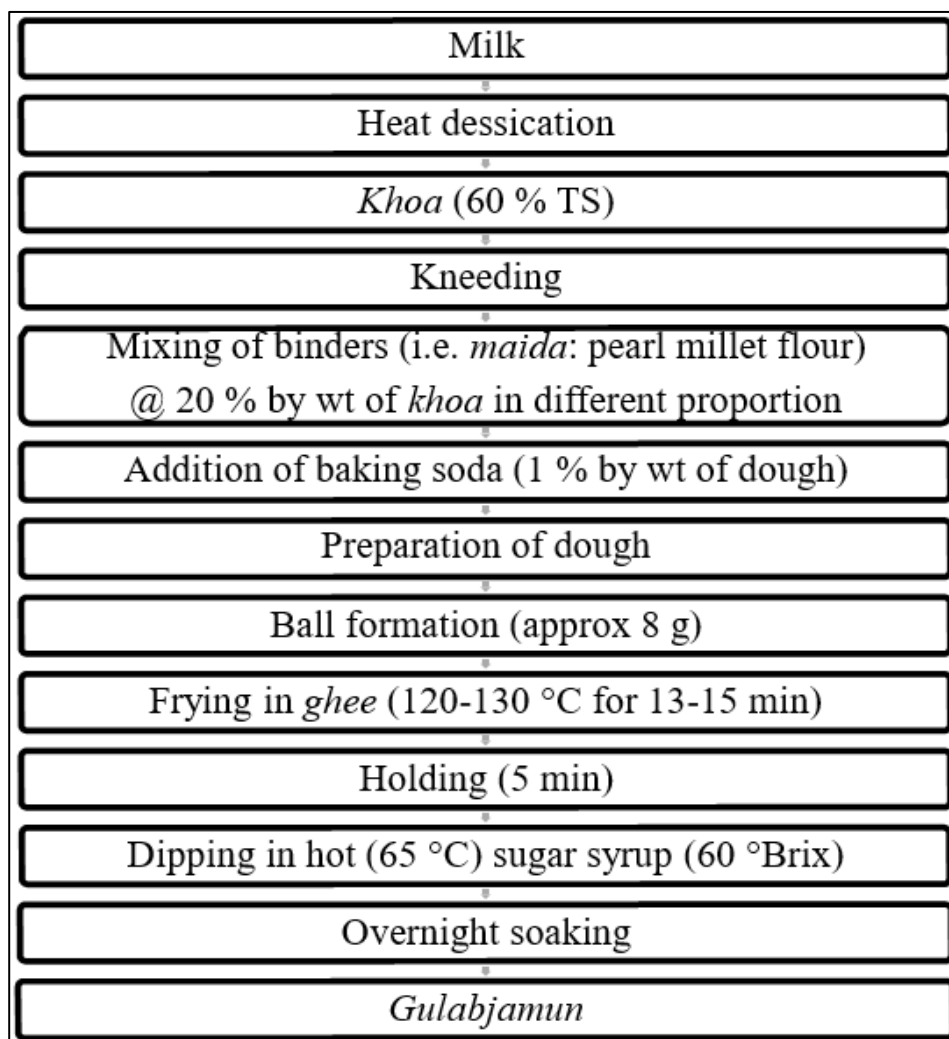 Milk
Heat dessication
Khoa (60 % TS)
Kneeding
Mixing of binders (i.e. maida: pearl millet flour)
@ 20 % by wt of khoa in different proportion
Addition of baking soda (1 % by wt of dough)
Preparation of dough
Ball formation (approx 8 g)
Frying in ghee (120-130 °C for 13-15 min)
Holding (5 min)
Dipping in hot (65 °C) sugar syrup (60 °Brix)
Overnight soaking
Gulabjamun